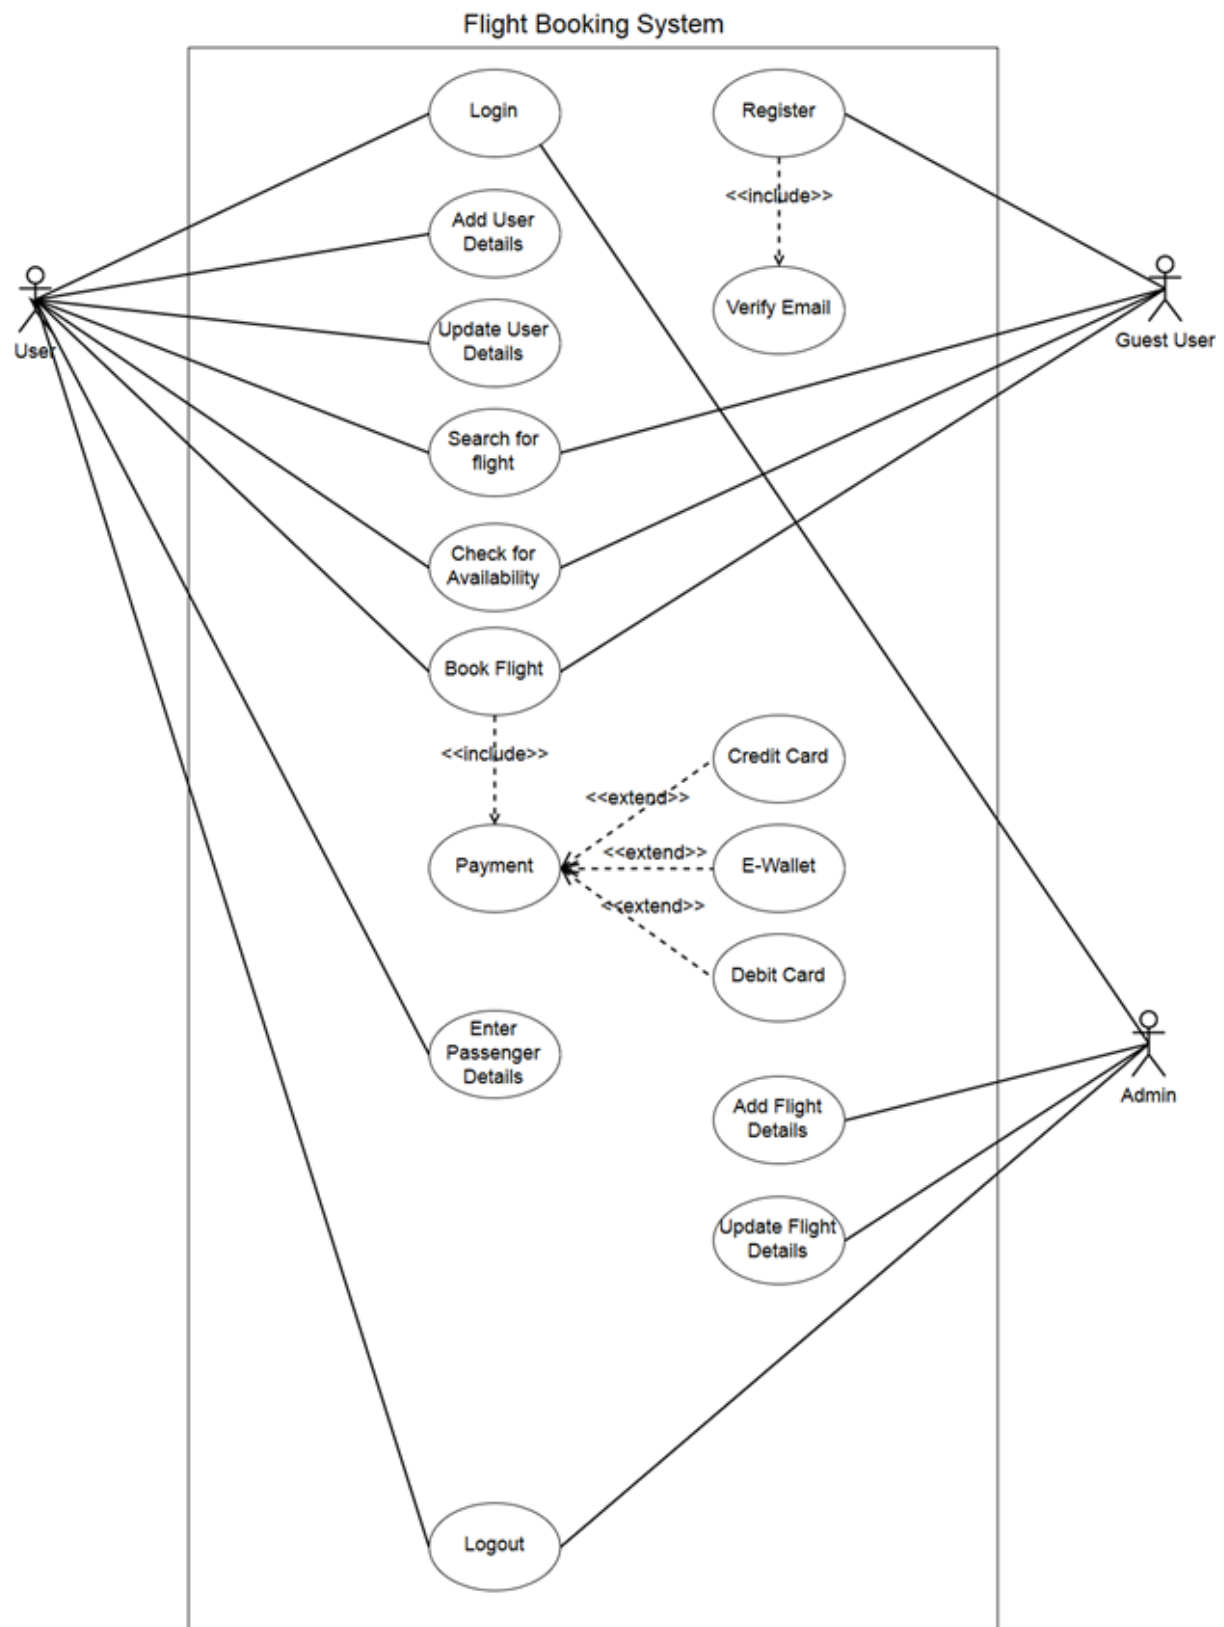 Flight Booking System
Login
Register
<<include>>
Add User
Details
Verify Email
User
Guest User
Update User
Details
Search for
flight
Check for
Availability
Book Flight
<<include>>
Credit Card
<<extend>>
Payment
<<extend>>
E-Wallet
<<extend>>
Debit Card
Enter
Passenger
Details
Admin
Add Flight
Details
Update Flight
Details
Logout